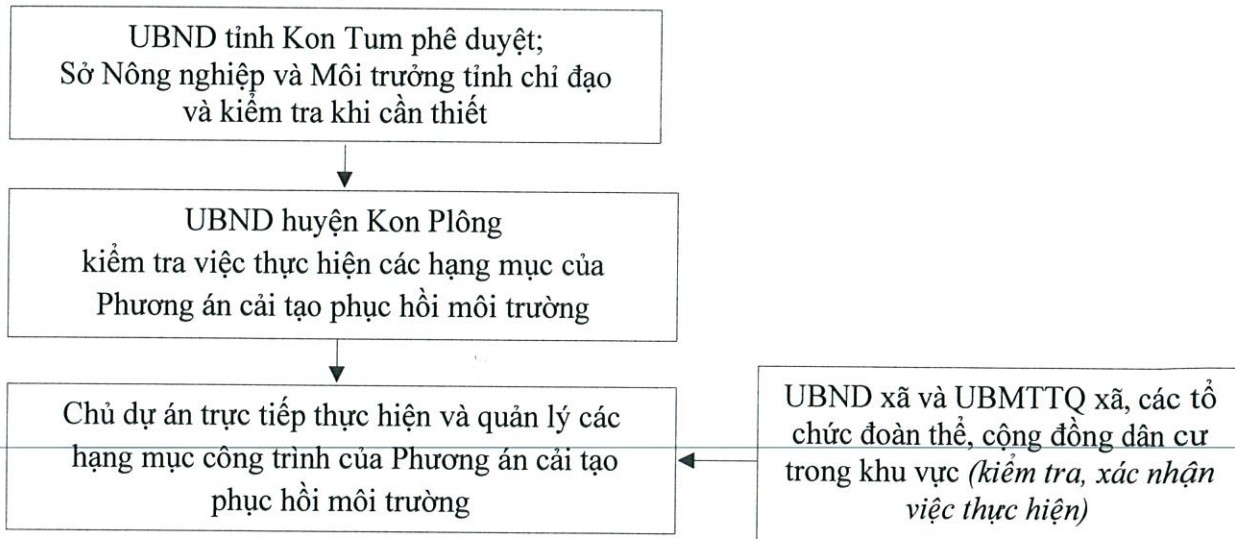 UBND tỉnh Kon Tum phê duyệt;
Sở Nông nghiệp và Môi trưởng tỉnh chỉ đạo
và kiểm tra khi cần thiết
UBND huyện Kon Plông
kiểm tra việc thực hiện các hạng mục của
Phương án cải tạo phục hồi môi trường
Chủ dự án trực tiếp thực hiện và quản lý các
hạng mục công trình của Phương án cải tạo
phục hồi môi trường
UBND xã và UBMTTQ xã, các tổ
chức đoàn thể, cộng đồng dân cư
trong khu vực (kiểm tra, xác nhận
việc thực hiện)